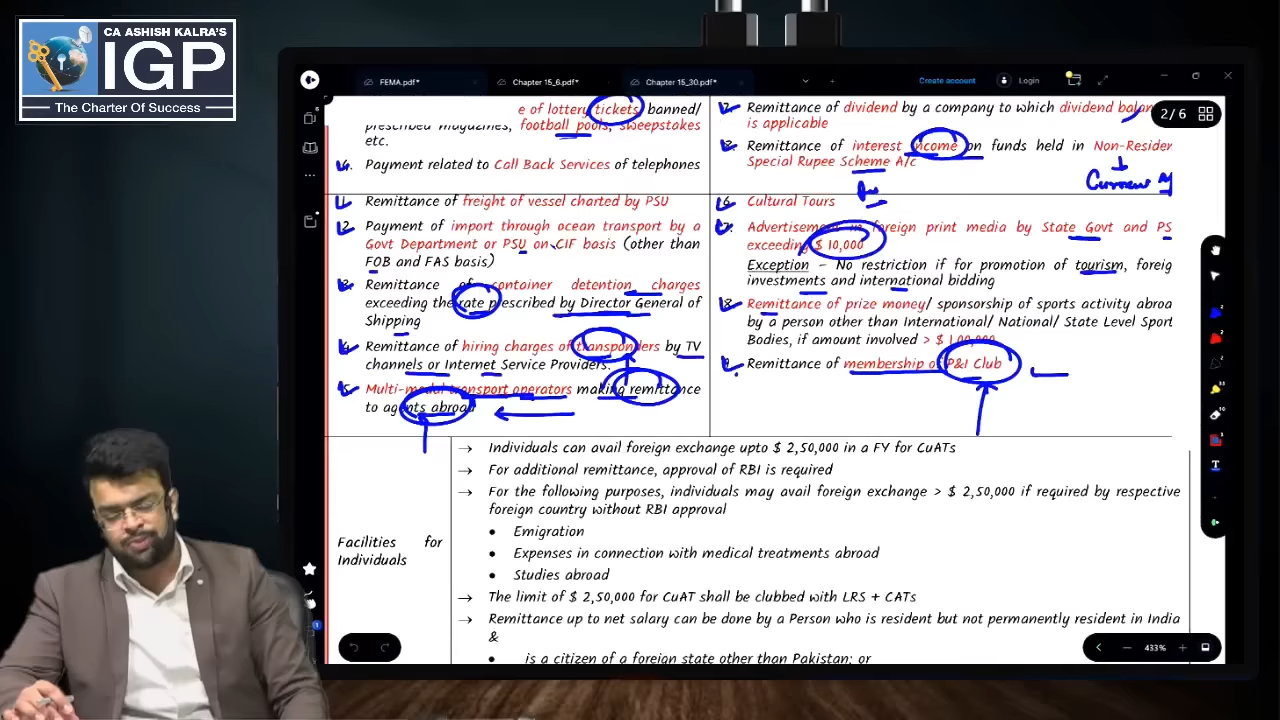 CA ASHISH KALRA'S
IGP
The Charter Of Success
FEMA.pdf*
Chapter 15_6.pdf*
Chapter 15_30.pdf*
Create account
Login
2/6
e of lottery tickets banned/
prescribed magazines, football pools, sweepstakes
etc.
4. Payment related to Call Back Services of telephones
Remittance of dividend by a company to which dividend balan
is applicable
Remittance of interest income on funds held in Non-Resider
Special Rupee Scheme A/c
Current
1. Remittance of freight of vessel charted by PSU
2. Payment of import through ocean transport by a
Govt Department or PSU on CIF basis (other than
FOB and FAS basis)
3. Remittance of container detention charges
exceeding the rate prescribed by Director General of
Shipping
4. Remittance of hiring charges of transponders by TV
channels or Internet Service Providers.
5. Multi-modal transport operators making remittance
to agents abroad
6. Cultural Tours
7. Advertisement in foreign print media by State Govt and PS
exceeding $ 10,000
Exception - No restriction if for promotion of tourism, foreig
investments and international bidding
8. Remittance of prize money/ sponsorship of sports activity abroa
by a person other than International/ National/ State Level Sport
Bodies, if amount involved > $ 1,00,000
9. Remittance of membership of P&I Club
Facilities for
Individuals
→ Individuals can avail foreign exchange upto $ 2,50,000 in a FY for CuATs
→ For additional remittance, approval of RBI is required
→ For the following purposes, individuals may avail foreign exchange > $ 2,50,000 if required by respective
foreign country without RBI approval
• Emigration
• Expenses in connection with medical treatments abroad
• Studies abroad
→ The limit of $ 2,50,000 for CuAT shall be clubbed with LRS + CATs
→ Remittance up to net salary can be done by a Person who is resident but not permanently resident in India
&
• is a citizen of a foreign state other than Pakistan; or
433%